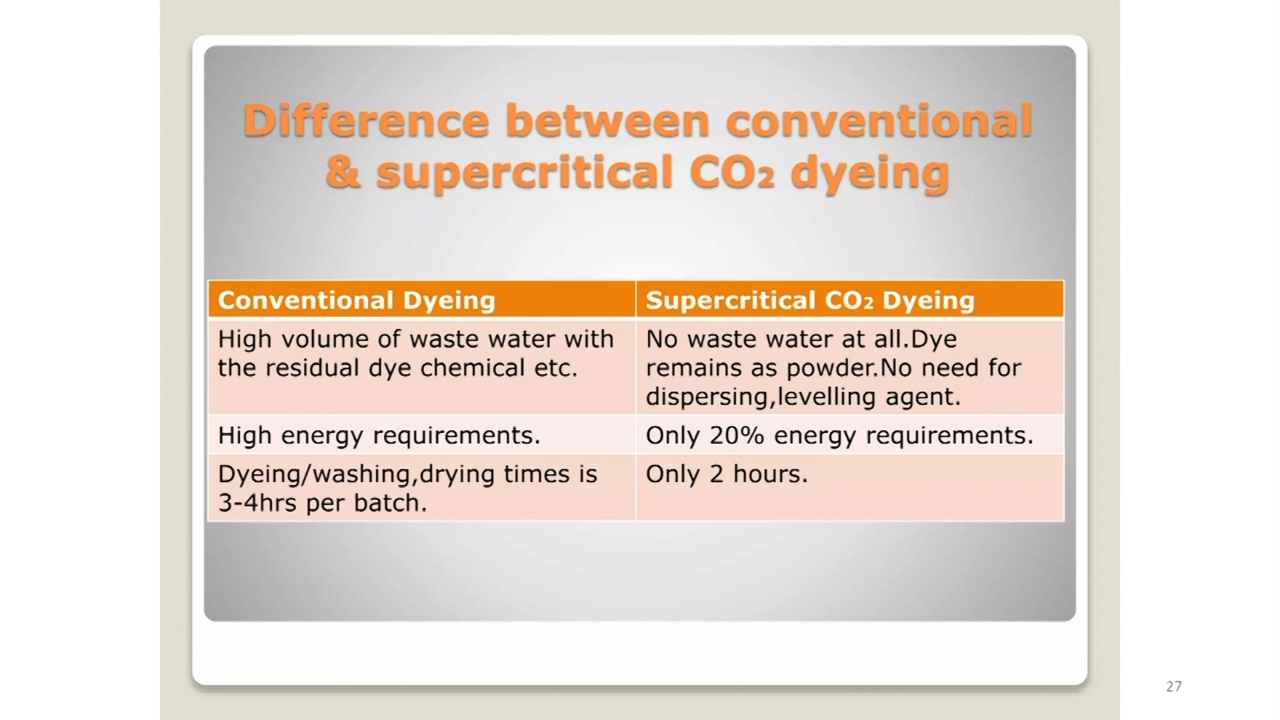 Difference between conventional
& supercritical CO₂ dyeing
Conventional Dyeing
Supercritical CO₂ Dyeing
High volume of waste water with
the residual dye chemical etc.
No waste water at all.Dye
remains as powder.No need for
dispersing,levelling agent.
High energy requirements.
Only 20% energy requirements.
Dyeing/washing,drying times is
3-4hrs per batch.
Only 2 hours.
27